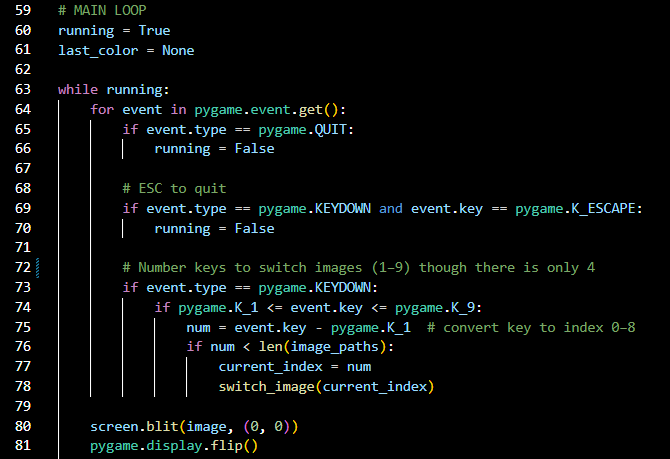 59 # MAIN LOOP
60 running = True
61 last_color = None
62
63 while running:
64     for event in pygame.event.get():
65         if event.type == pygame.QUIT:
66             running = False
67
68         # ESC to quit
69         if event.type == pygame.KEYDOWN and event.key == pygame.K_ESCAPE:
70             running = False
71
72         # Number keys to switch images (1–9) though there is only 4
73         if event.type == pygame.KEYDOWN:
74             if pygame.K_1 <= event.key <= pygame.K_9:
75                 num = event.key - pygame.K_1  # convert key to index 0–8
76                 if num < len(image_paths):
77                     current_index = num
78                     switch_image(current_index)
79
80     screen.blit(image, (0, 0))
81     pygame.display.flip()